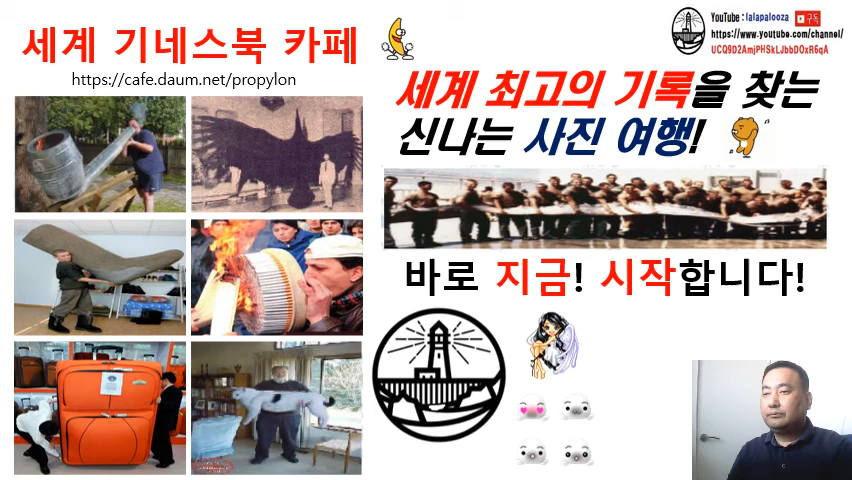 세계 기네스북 카페
https://cafe.daum.net/propylon
YouTube : lalapalooza 구독
https://www.youtube.com/channel/
UCQ9D2AmjPHSkLJbbDOxR6qA
세계 최고의 기록을 찾는
신나는 사진 여행!
바로 지금! 시작합니다!